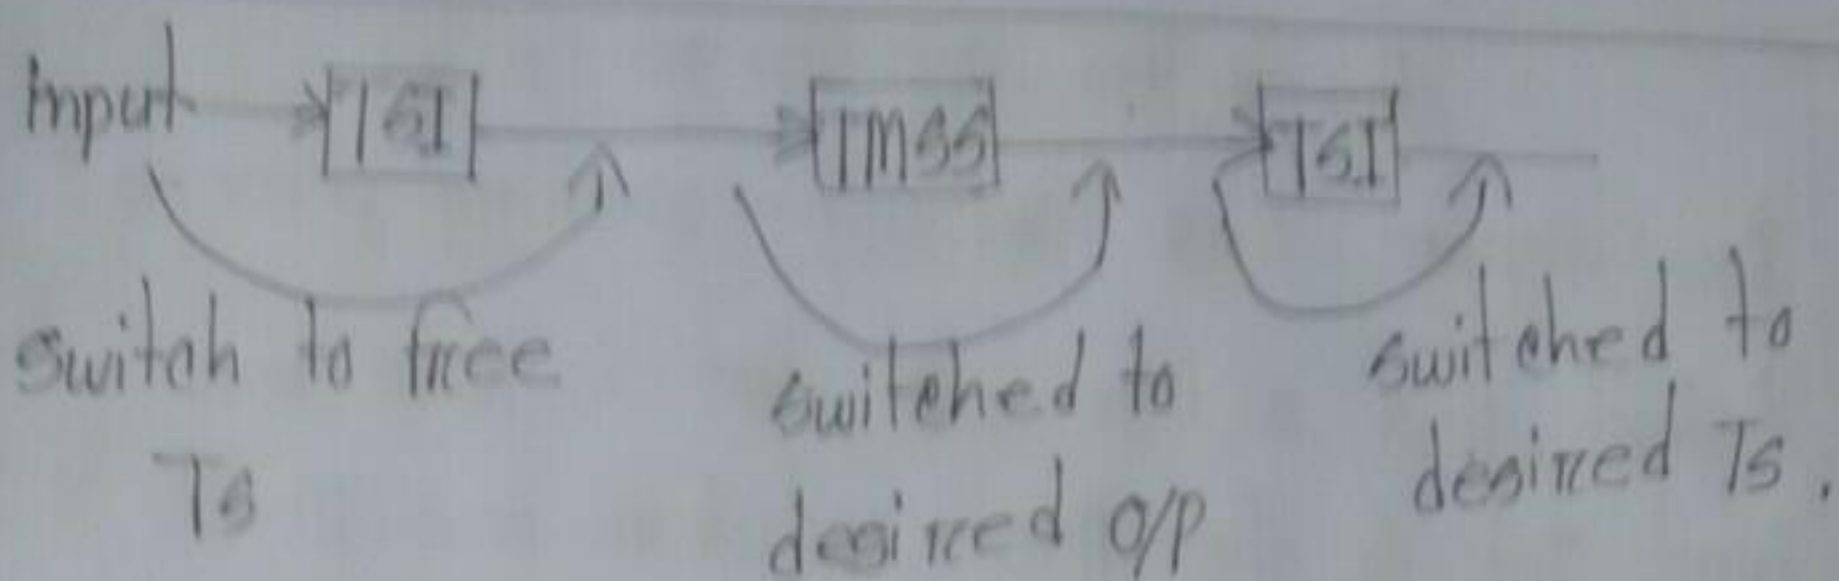 Input TSI TMSS TSI
switch to free
Ts
switched to
desired o/p
switched to
desired Ts.